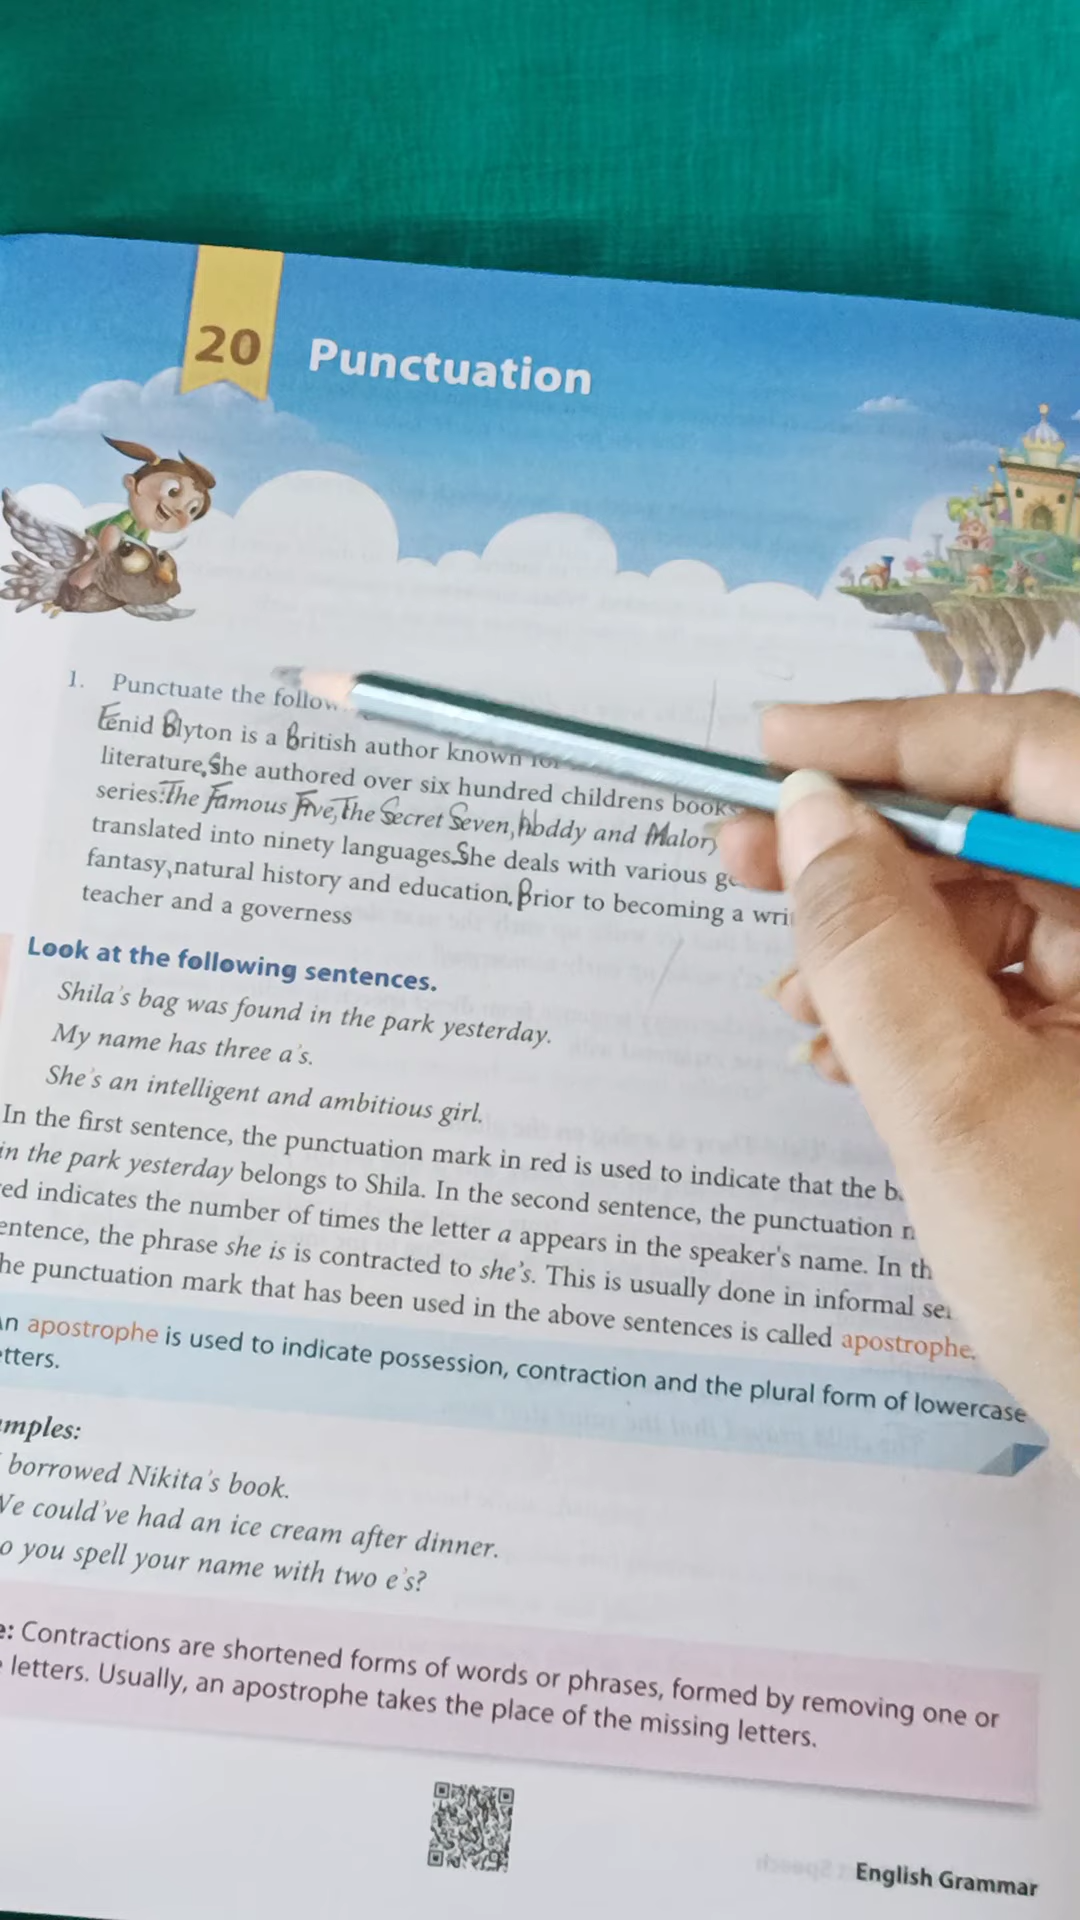 20 Punctuation
1. Punctuate the follow
Enid Blyton is a British author known for
literature, She authored over six hundred childrens books
series: The Famous Five, The Secret Seven, noddy and Malory
translated into ninety languages. She deals with various ge
fantasy, natural history and education. Prior to becoming a writ
teacher and a governess
Look at the following sentences.
Shila's bag was found in the park yesterday.
My name has three a's.
She's an intelligent and ambitious girl.
In the first sentence, the punctuation mark in red is used to indicate that the b
in the park yesterday belongs to Shila. In the second sentence, the punctuation
ed indicates the number of times the letter a appears in the speaker's name. In th
entence, the phrase she is is contracted to she's. This is usually done in informal
he punctuation mark that has been used in the above sentences is called apostrophe.
An apostrophe is used to indicate possession, contraction and the plural form of lowercase
etters.
mples:
borrowed Nikita's book.
We could've had an ice cream after dinner.
o you spell your name with two e's?
e: Contractions are shortened forms of words or phrases, formed by removing one or
letters. Usually, an apostrophe takes the place of the missing letters.
English Grammar